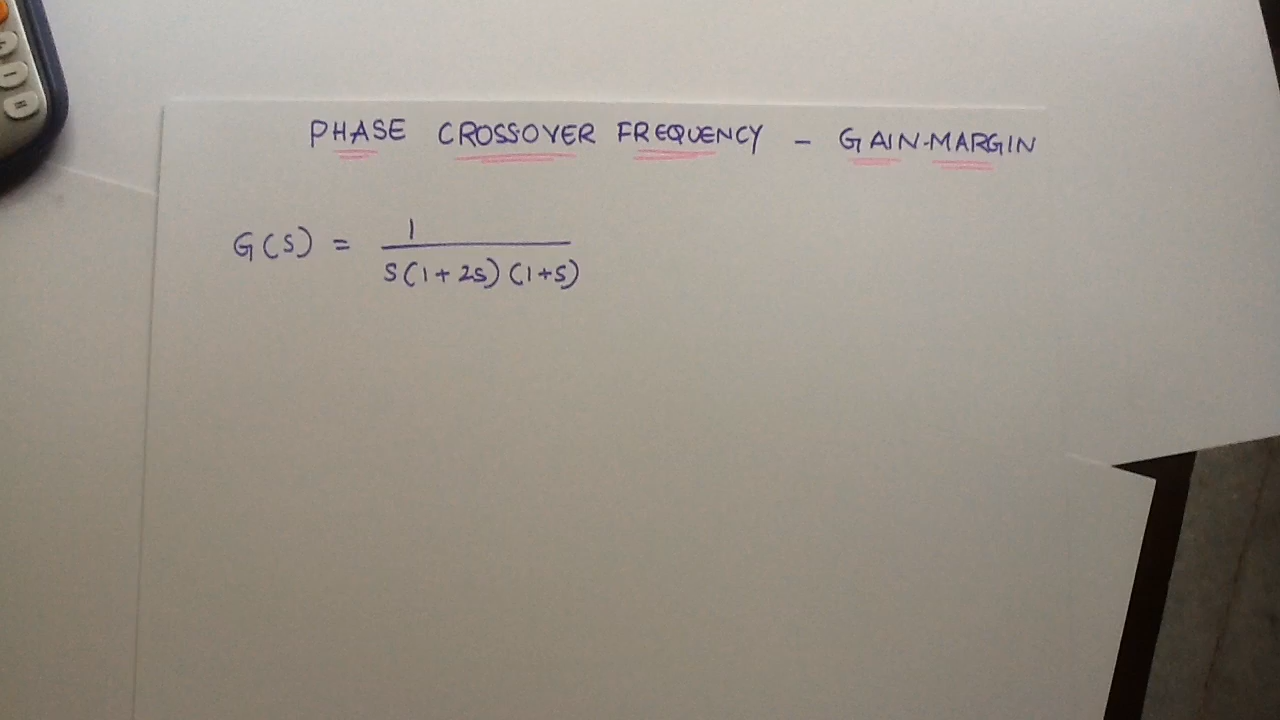 PHASE CROSSOVER FREQUENCY - GAIN-MARGIN
G(S) = 1
S(1+2S)(1+S)